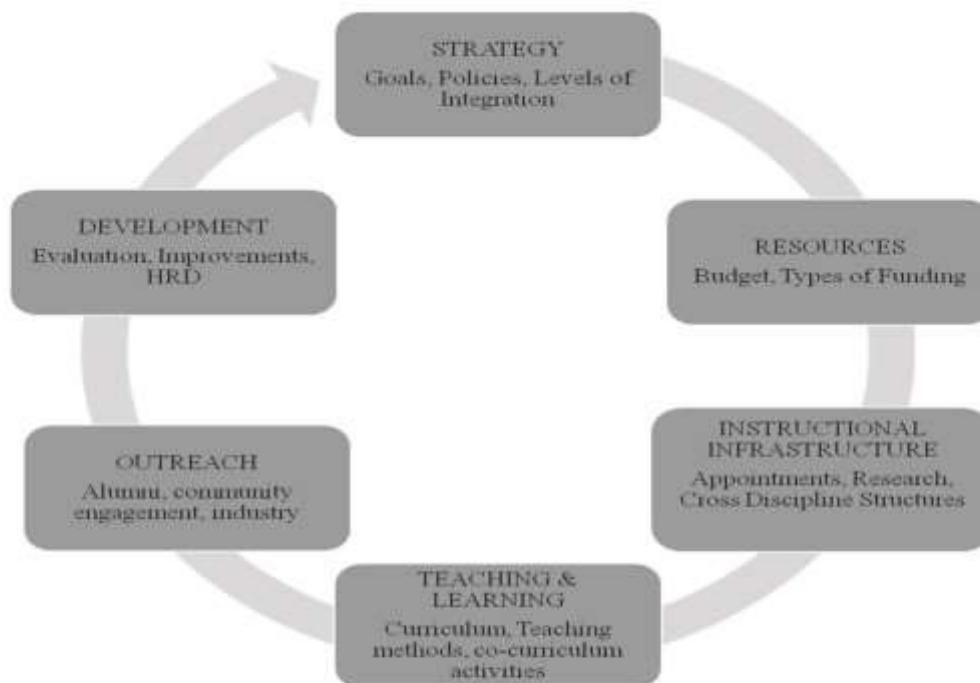 STRATEGY
Goals, Policies, Levels of
Integration
RESOURCES
Budget, Types of Funding
INSTRUCTIONAL
INFRASTRUCTURE
Appointments, Research,
Cross Discipline Structures
TEACHING &
LEARNING
Curriculum, Teaching
methods, co-curriculum
activities
OUTREACH
Alumni, community
engagement, industry
DEVELOPMENT
Evaluation, Improvements,
HRD